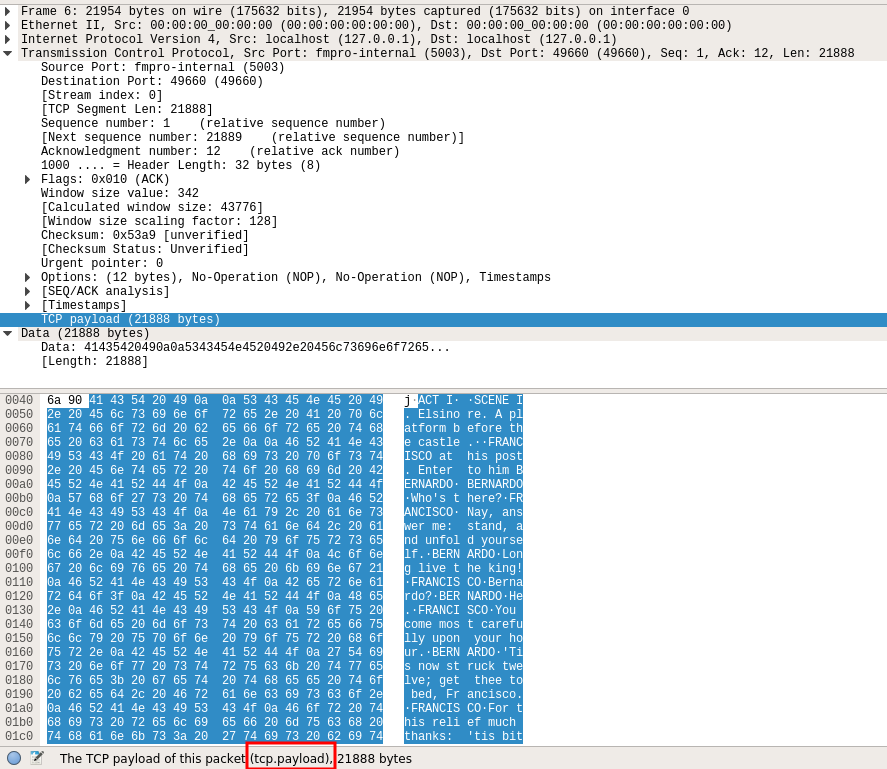 Frame 6: 21954 bytes on wire (175632 bits), 21954 bytes captured (175632 bits) on interface 0
Ethernet II, Src: 00:00:00_00:00:00 (00:00:00:00:00:00), Dst: 00:00:00_00:00:00 (00:00:00:00:00:00)
Internet Protocol Version 4, Src: localhost (127.0.0.1), Dst: localhost (127.0.0.1)
Transmission Control Protocol, Src Port: fmpro-internal (5003), Dst Port: 49660 (49660), Seq: 1, Ack: 12, Len: 21888
Source Port: fmpro-internal (5003)
Destination Port: 49660 (49660)
[Stream index: 0]
[TCP Segment Len: 21888]
Sequence number: 1    (relative sequence number)
[Next sequence number: 21889    (relative sequence number)]
Acknowledgment number: 12    (relative ack number)
1000 .... = Header Length: 32 bytes (8)
Flags: 0x010 (ACK)
Window size value: 342
[Calculated window size: 43776]
[Window size scaling factor: 128]
Checksum: 0x53a9 [unverified]
[Checksum Status: Unverified]
Urgent pointer: 0
Options: (12 bytes), No-Operation (NOP), No-Operation (NOP), Timestamps
[SEQ/ACK analysis]
[Timestamps]
TCP payload (21888 bytes)
Data (21888 bytes)
Data: 41435420490a0a5343454e4520492e20456c73696e6f7265...
[Length: 21888]
0040 6a 90 41 43 54 20 49 0a 0a 53 43 45 4e 45 20 49 j·ACT I· ·SCENE I
0050 2e 20 45 6c 73 69 6e 6f 72 65 2e 20 41 20 70 6c . Elsino re. A pl
0060 61 74 66 6f 72 6d 20 62 65 66 6f 72 65 20 74 68 atform b efore th
0070 65 20 63 61 73 74 6c 65 2e 0a 0a 46 52 41 4e 43 e castle .··FRANC
0080 49 53 43 4f 20 61 74 20 68 69 73 20 70 6f 73 74 ISCO at his post
0090 2e 20 45 6e 74 65 72 20 74 6f 20 68 69 6d 20 42 . Enter to him B
00a0 45 52 4e 41 52 44 4f 0a 42 45 52 4e 41 52 44 4f ERNARDO· BERNARDO
00b0 0a 57 68 6f 27 73 20 74 68 65 72 65 3f 0a 46 52 ·Who's t here?·FR
00c0 41 4e 43 49 53 43 4f 0a 4e 61 79 2c 20 61 6e 73 ANCISCO· Nay, ans
00d0 77 65 72 20 6d 65 3a 20 73 74 61 6e 64 2c 20 61 wer me: stand, a
00e0 6e 64 20 75 6e 66 6f 6c 64 20 79 6f 75 72 73 65 nd unfol d yourse
00f0 6c 66 2e 0a 42 45 52 4e 41 52 44 4f 0a 4c 6f 6e lf.·BERN ARDO·Lon
0100 67 20 6c 69 76 65 20 74 68 65 20 6b 69 6e 67 21 g live t he king!
0110 0a 46 52 41 4e 43 49 53 43 4f 0a 42 65 72 6e 61 ·FRANCIS CO·Berna
0120 72 64 6f 3f 0a 42 45 52 4e 41 52 44 4f 0a 48 65 rdo?·BER NARDO·He
0130 2e 0a 46 52 41 4e 43 49 53 43 4f 0a 59 6f 75 20 .·FRANCI SCO·You
0140 63 6f 6d 65 20 6d 6f 73 74 20 63 61 72 65 66 75 come mos t carefu
0150 6c 6c 79 20 75 70 6f 6e 20 79 6f 75 72 20 68 6f lly upon your ho
0160 75 72 2e 0a 42 45 52 4e 41 52 44 4f 0a 27 54 69 ur.·BERN ARDO·'Ti
0170 73 20 6e 6f 77 20 73 74 72 75 63 6b 20 74 77 65 s now st ruck twe
0180 6c 76 65 3b 20 67 65 74 20 74 68 65 65 20 74 6f lve; get thee to
0190 20 62 65 64 2c 20 46 72 61 6e 63 69 73 63 6f 2e bed, Fr ancisco.
01a0 0a 46 52 41 4e 43 49 53 43 4f 0a 46 6f 72 20 74 ·FRANCIS CO·For t
01b0 68 69 73 20 72 65 6c 69 65 66 20 6d 75 63 68 20 his reli ef much
01c0 74 68 61 6e 6b 73 3a 20 27 74 69 73 20 62 69 74 thanks: 'tis bit
The TCP payload of this packet (tcp.payload), 21888 bytes